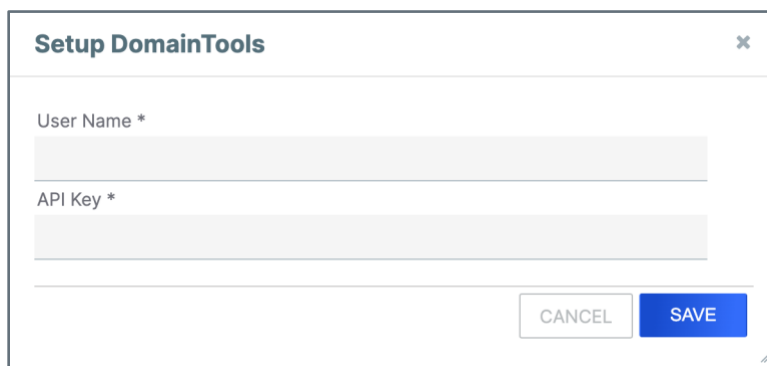 Setup DomainTools
×
User Name *
API Key *
CANCEL
SAVE